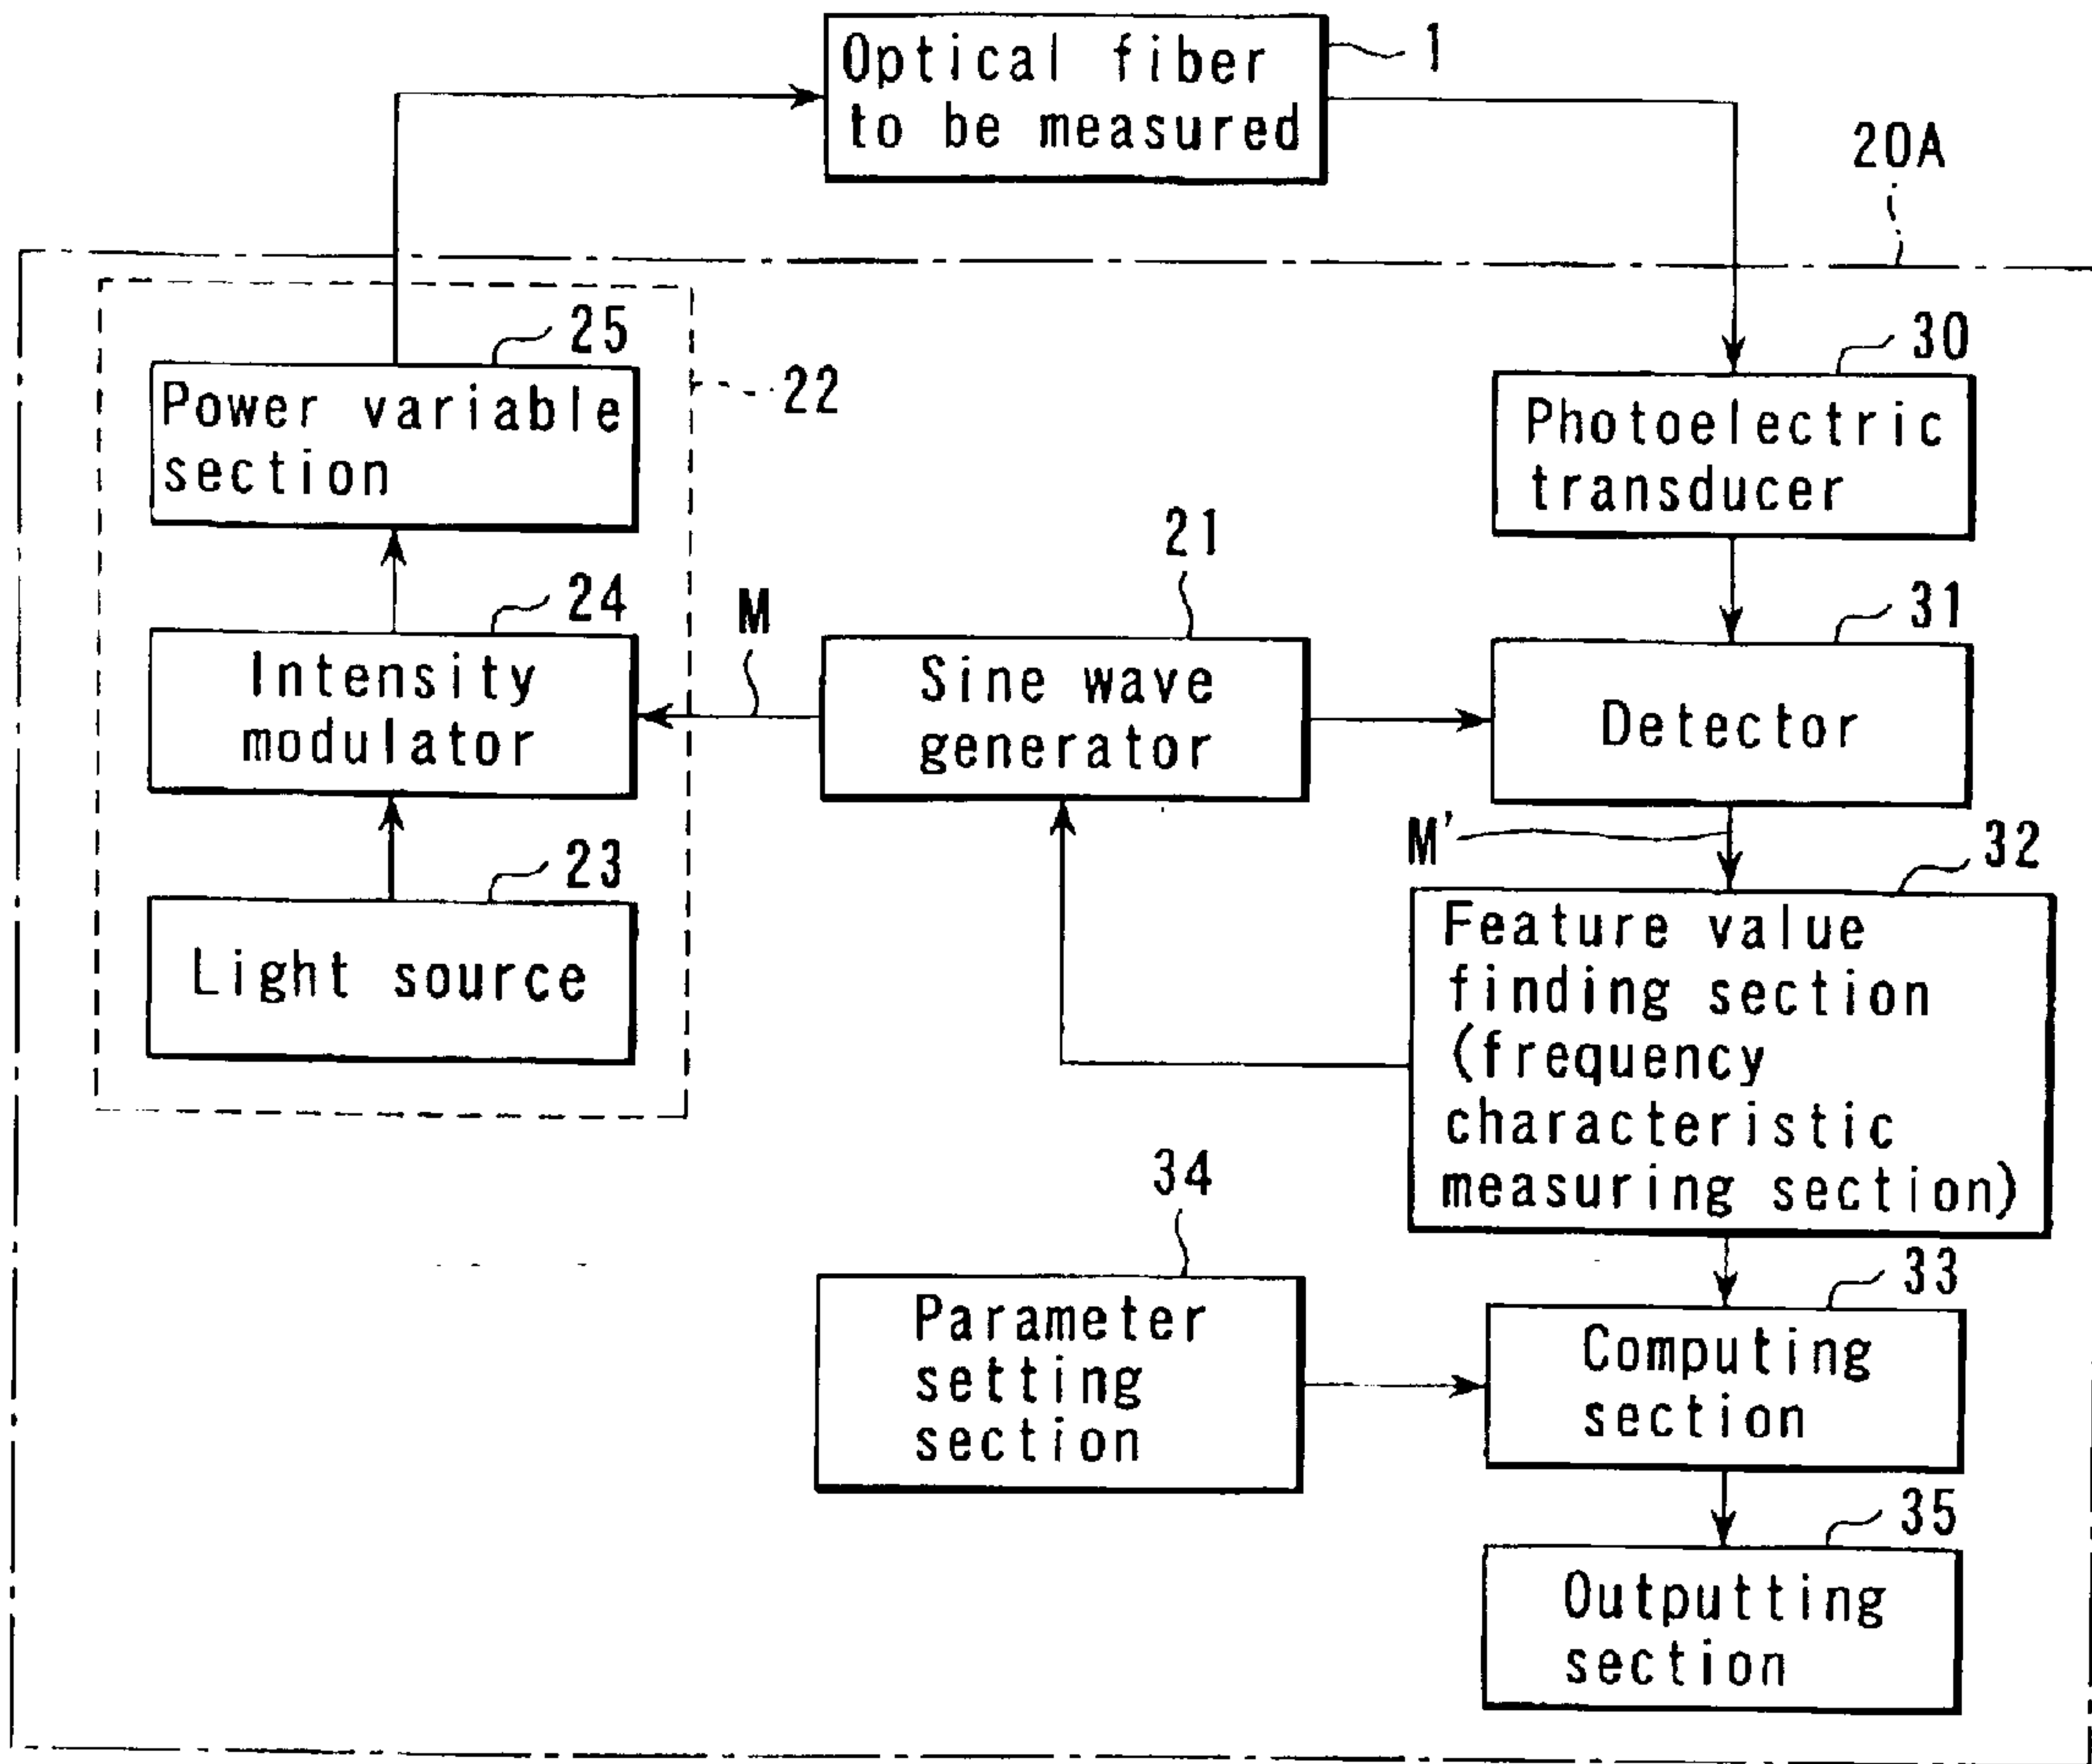 Optical fiber
to be measured
1
20A
25
Power variable
section
22
30
Photoelectric
transducer
24
Intensity
modulator
M
21
Sine wave
generator
31
Detector
M'
23
Light source
32
Feature value
finding section
(frequency
characteristic
measuring section)
34
Parameter
setting
section
33
Computing
section
35
Outputting
section